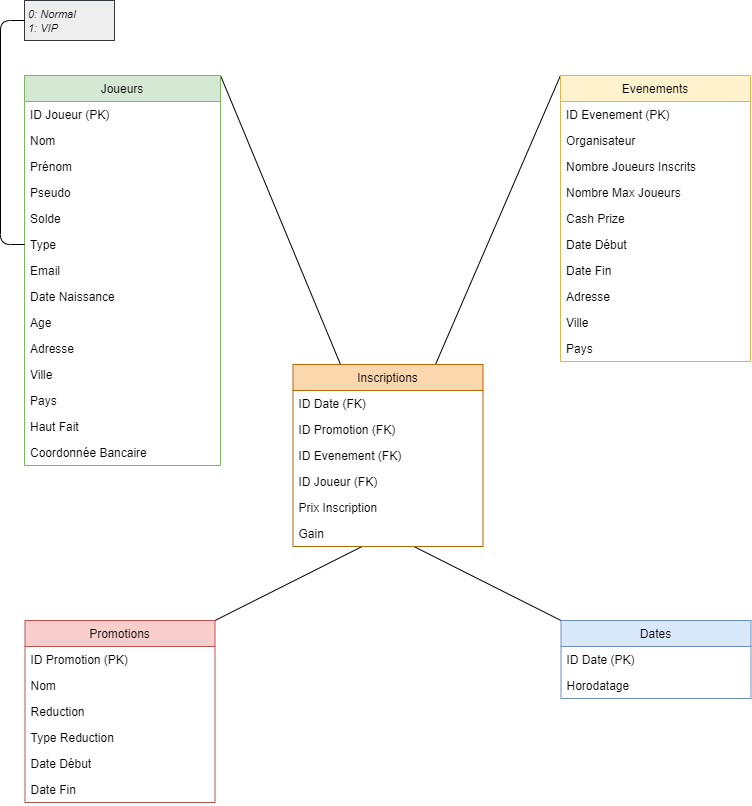 0: Normal
1: VIP
Joueurs
ID Joueur (PK)
Nom
Prénom
Pseudo
Solde
Type
Email
Date Naissance
Age
Adresse
Ville
Pays
Haut Fait
Coordonnée Bancaire
Evenements
ID Evenement (PK)
Organisateur
Nombre Joueurs Inscrits
Nombre Max Joueurs
Cash Prize
Date Début
Date Fin
Adresse
Ville
Pays
Inscriptions
ID Date (FK)
ID Promotion (FK)
ID Evenement (FK)
ID Joueur (FK)
Prix Inscription
Gain
Promotions
ID Promotion (PK)
Nom
Reduction
Type Reduction
Date Début
Date Fin
Dates
ID Date (PK)
Horodatage